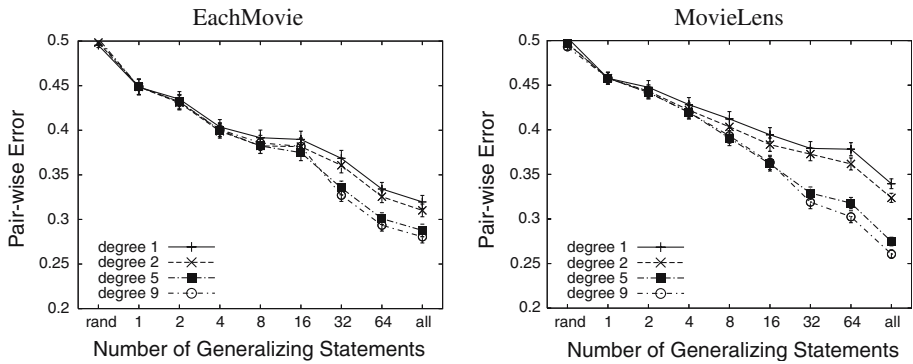 EachMovie
Pair-wise Error
0.5
0.45
0.4
0.35
0.3
0.25
0.2
degree 1
degree 2
degree 5
degree 9
rand 1 2 4 8 16 32 64 all
Number of Generalizing Statements
MovieLens
Pair-wise Error
0.5
0.45
0.4
0.35
0.3
0.25
0.2
degree 1
degree 2
degree 5
degree 9
rand 1 2 4 8 16 32 64 all
Number of Generalizing Statements